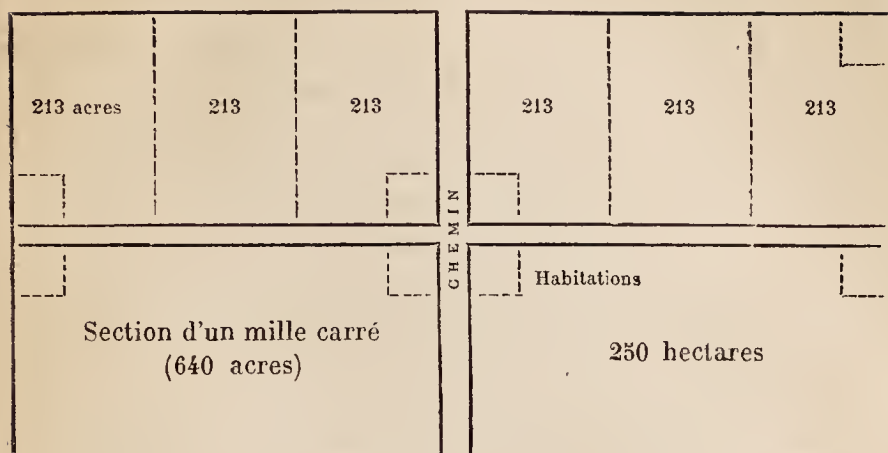 213 acres
213
213
213
213
213
CHEMIN
Habitations
Section d'un mille carré
(640 acres)
250 hectares